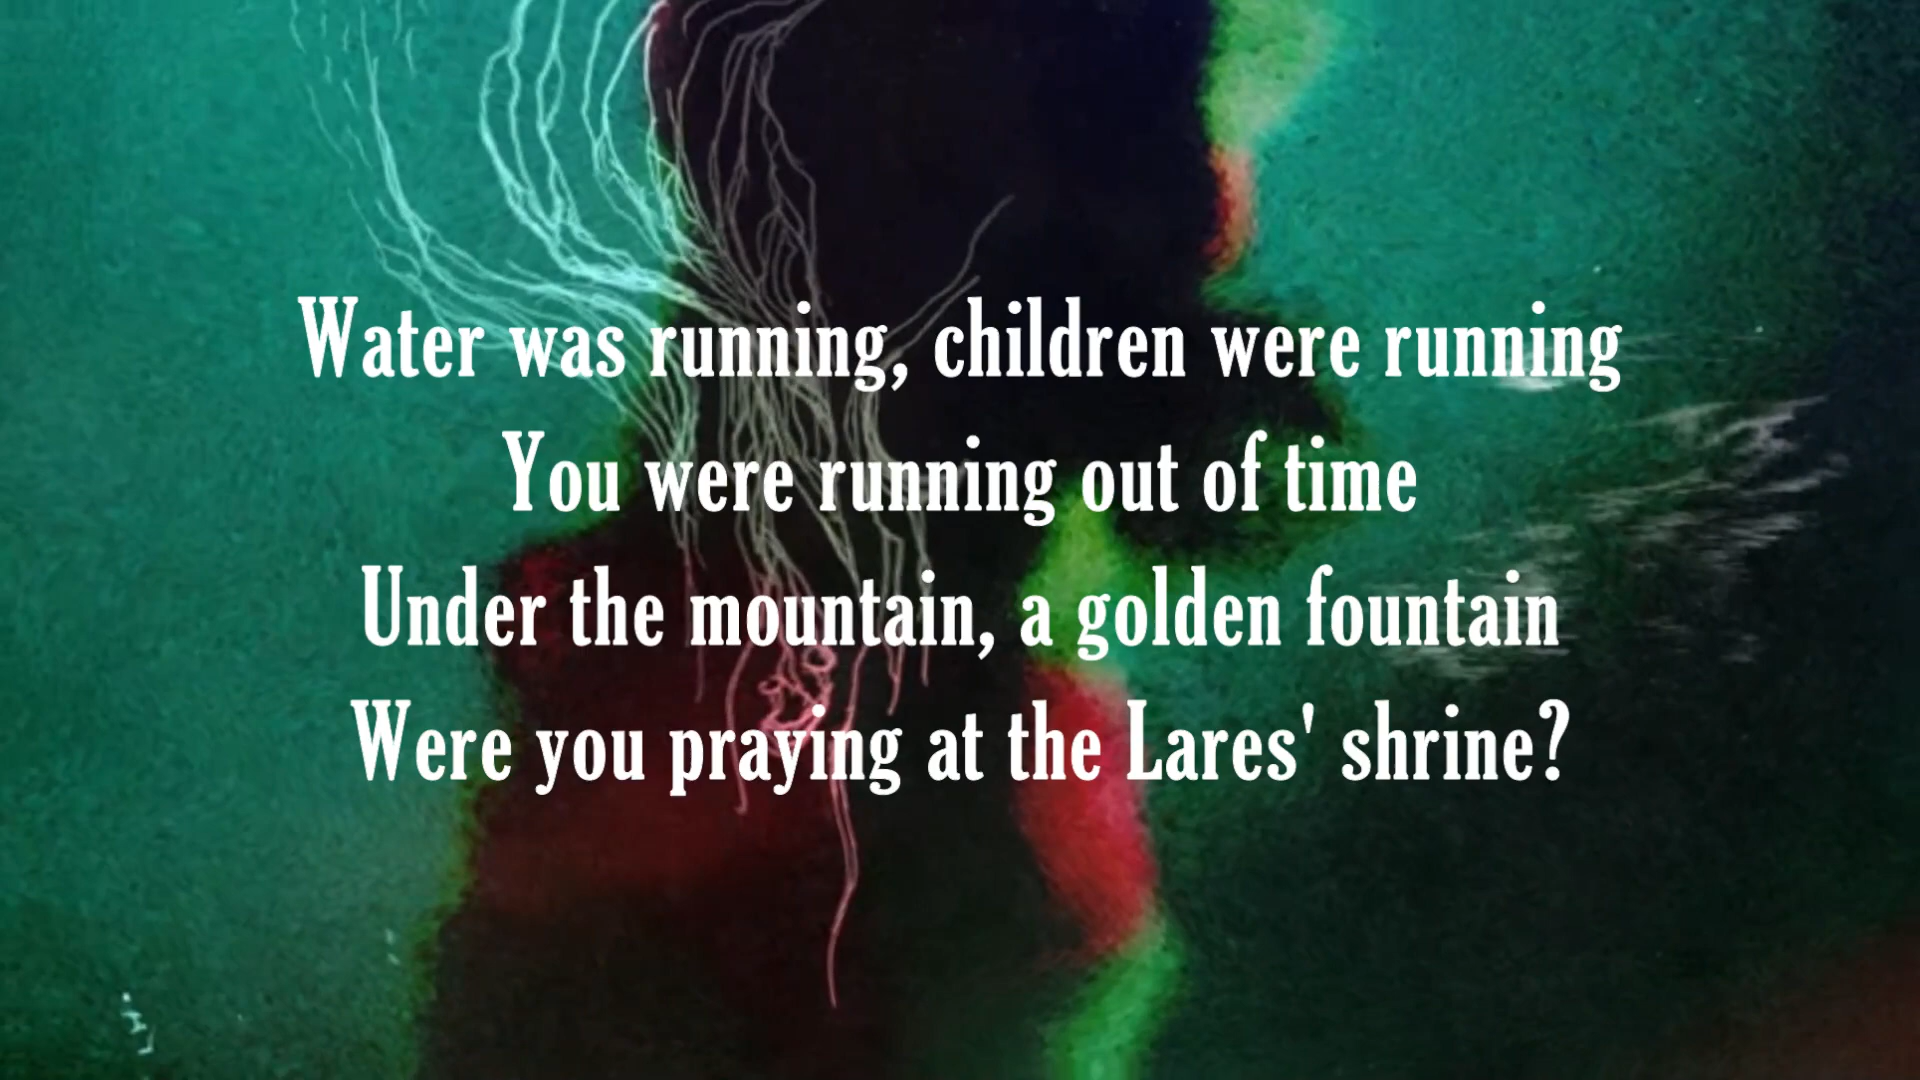 Water was running, children were running
You were running out of time
Under the mountain, a golden fountain
Were you praying at the Lares' shrine?